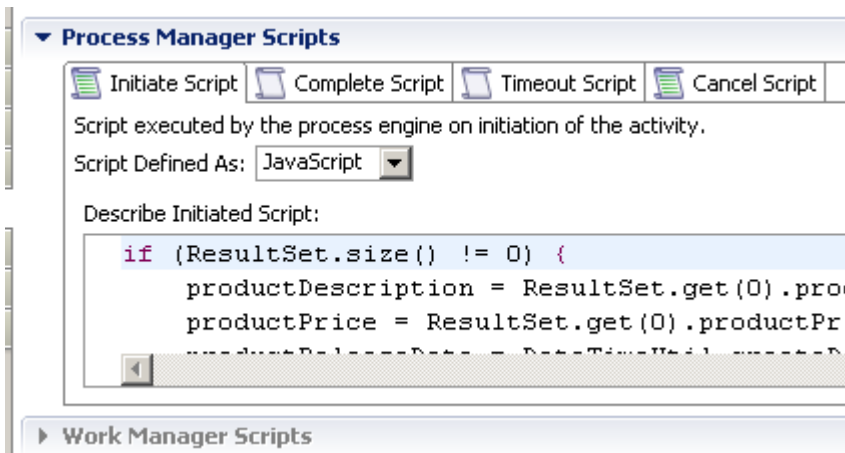 Process Manager Scripts
Initiate Script Complete Script Timeout Script Cancel Script
Script executed by the process engine on initiation of the activity.
Script Defined As: JavaScript
Describe Initiated Script:
if (ResultSet.size() != 0) {
productDescription = ResultSet.get(0).pro
productPrice = ResultSet.get(0).productPr
Work Manager Scripts